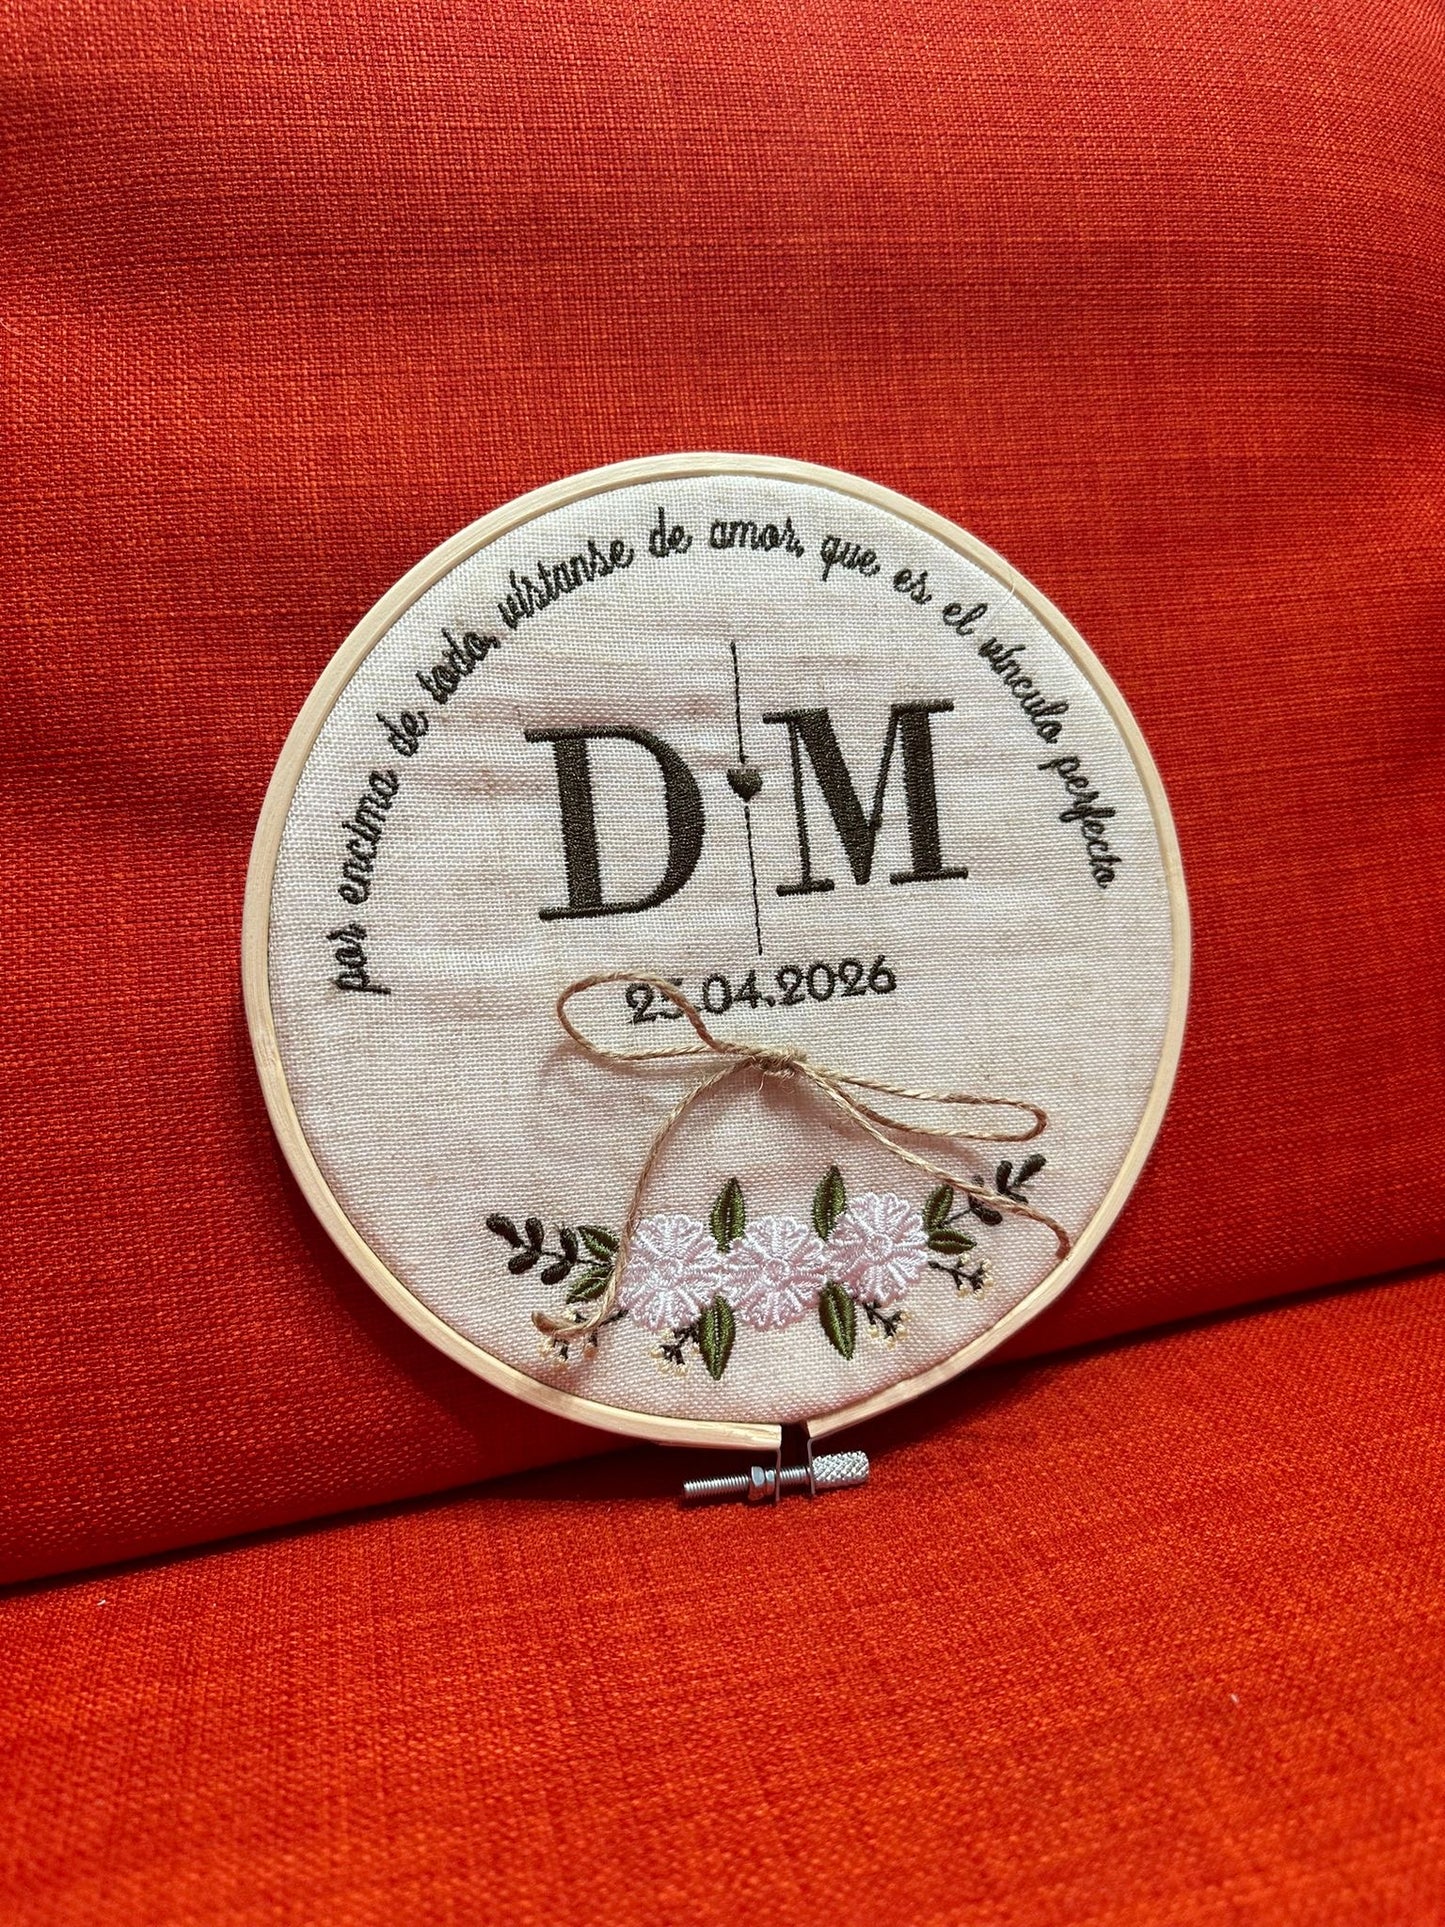 por encima de todo, vístanse de amor, que es el vínculo perfecto
D M
25.04.2026